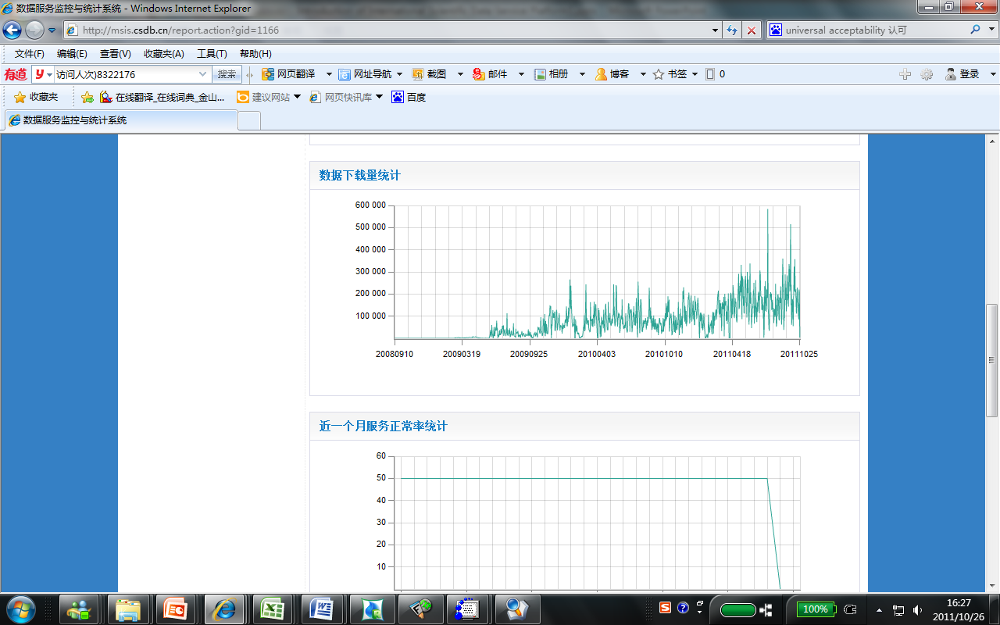 数据服务监控与统计系统 - Windows Internet Explorer
http://msis.csdb.cn/report.action?gid=1166
universal acceptability 认可
文件(F) 编辑(E) 查看(V) 收藏夹(A) 工具(T) 帮助(H)
有道 y 访问人次)8322176 搜索 网页翻译 网址导航 截图 邮件 相册 博客 书签 0 登录
收藏夹 在线翻译_在线词典_金山... 建议网站 网页快讯库 百度
数据服务监控与统计系统
数据下载量统计
600 000
500 000
400 000
300 000
200 000
100 000
20080910 20090319 20090925 20100403 20101010 20110418 20111025
近一个月服务正常率统计
60
50
40
30
20
10
100%
16:27
2011/10/26